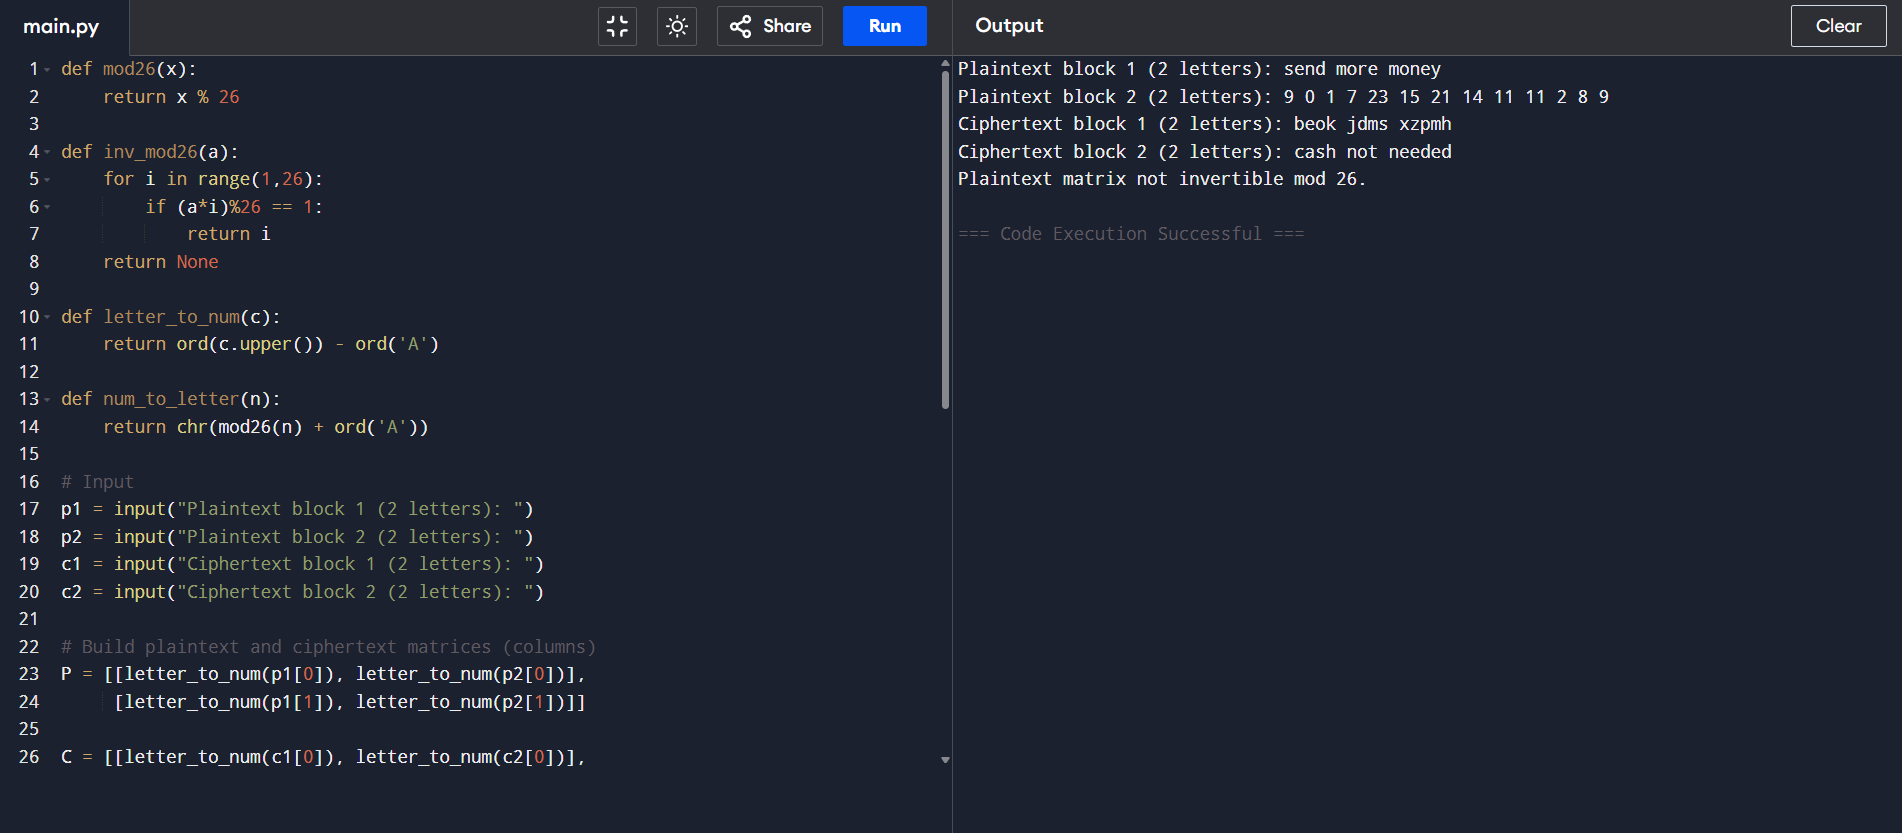 main.py
Share
Run
Output
Clear
1 def mod26(x):
2     return x % 26
3
4 def inv_mod26(a):
5     for i in range(1,26):
6         if (a*i)%26 == 1:
7             return i
8     return None
9
10 def letter_to_num(c):
11     return ord(c.upper()) - ord('A')
12
13 def num_to_letter(n):
14     return chr(mod26(n) + ord('A'))
15
16 # Input
17 p1 = input("Plaintext block 1 (2 letters): ")
18 p2 = input("Plaintext block 2 (2 letters): ")
19 c1 = input("Ciphertext block 1 (2 letters): ")
20 c2 = input("Ciphertext block 2 (2 letters): ")
21
22 # Build plaintext and ciphertext matrices (columns)
23 P = [[letter_to_num(p1[0]), letter_to_num(p2[0])],
24      [letter_to_num(p1[1]), letter_to_num(p2[1])]]
25
26 C = [[letter_to_num(c1[0]), letter_to_num(c2[0])],
Plaintext block 1 (2 letters): send more money
Plaintext block 2 (2 letters): 9 0 1 7 23 15 21 14 11 11 2 8 9
Ciphertext block 1 (2 letters): beok jdms xzpmh
Ciphertext block 2 (2 letters): cash not needed
Plaintext matrix not invertible mod 26.
=== Code Execution Successful ===